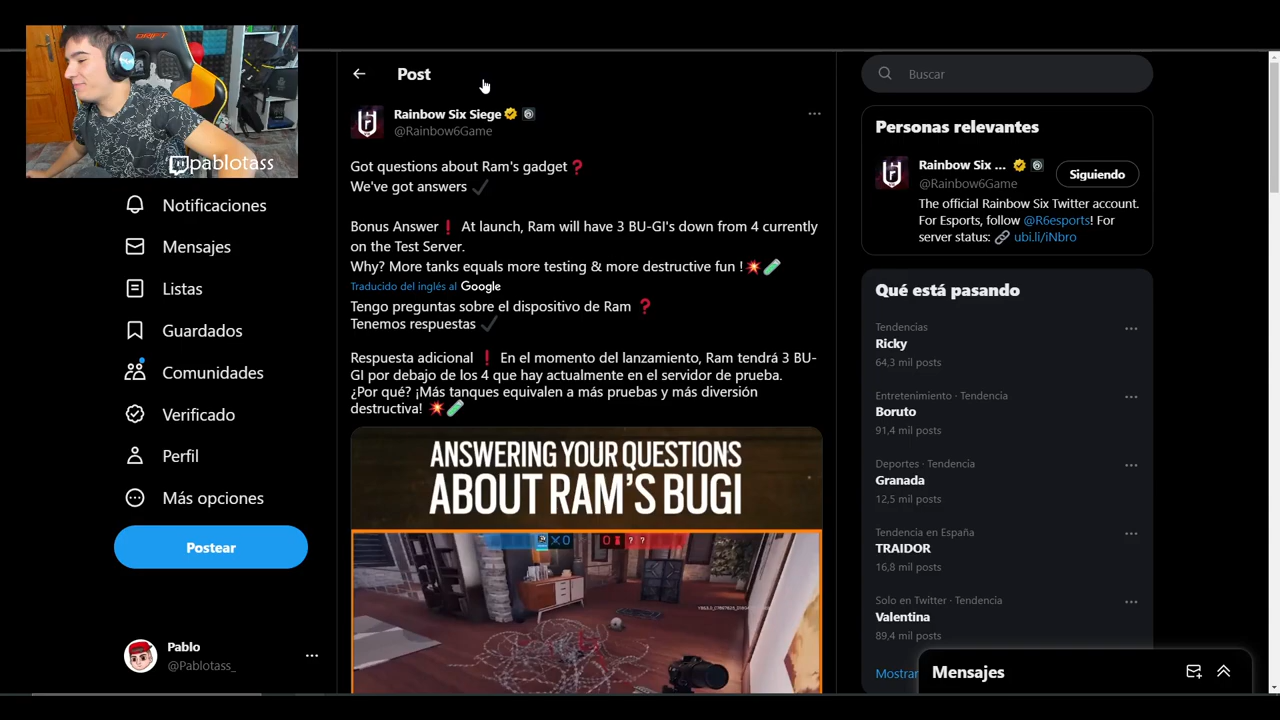 DRIFT
pablotass
Notificaciones
Mensajes
Listas
Guardados
Comunidades
Verificado
Perfil
Más opciones
Postear
Pablo
@Pablotass_
Post
Rainbow Six Siege
@Rainbow6Game
Got questions about Ram's gadget❓
We've got answers ✔
Bonus Answer❗ At launch, Ram will have 3 BU-GI's down from 4 currently
on the Test Server.
Why? More tanks equals more testing & more destructive fun !💥🧪
Traducido del inglés al Google
Tengo preguntas sobre el dispositivo de Ram ❓
Tenemos respuestas ✔
Respuesta adicional ❗ En el momento del lanzamiento, Ram tendrá 3 BU-
GI por debajo de los 4 que hay actualmente en el servidor de prueba.
¿Por qué? ¡Más tanques equivalen a más pruebas y más diversión
destructiva! 💥🧪
ANSWERING YOUR QUESTIONS
ABOUT RAM'S BUGI
0 0 ? ?
Buscar
Personas relevantes
Rainbow Six ...
Siguiendo
@Rainbow6Game
The official Rainbow Six Twitter account.
For Esports, follow @R6esports! For
server status: 🔗 ubi.li/iNbro
Qué está pasando
Tendencias
Ricky
64,3 mil posts
Entretenimiento · Tendencia
Boruto
91,4 mil posts
Deportes · Tendencia
Granada
12,5 mil posts
Tendencia en España
TRAIDOR
16,8 mil posts
Solo en Twitter · Tendencia
Valentina
89,4 mil posts
Mostrar
Mensajes